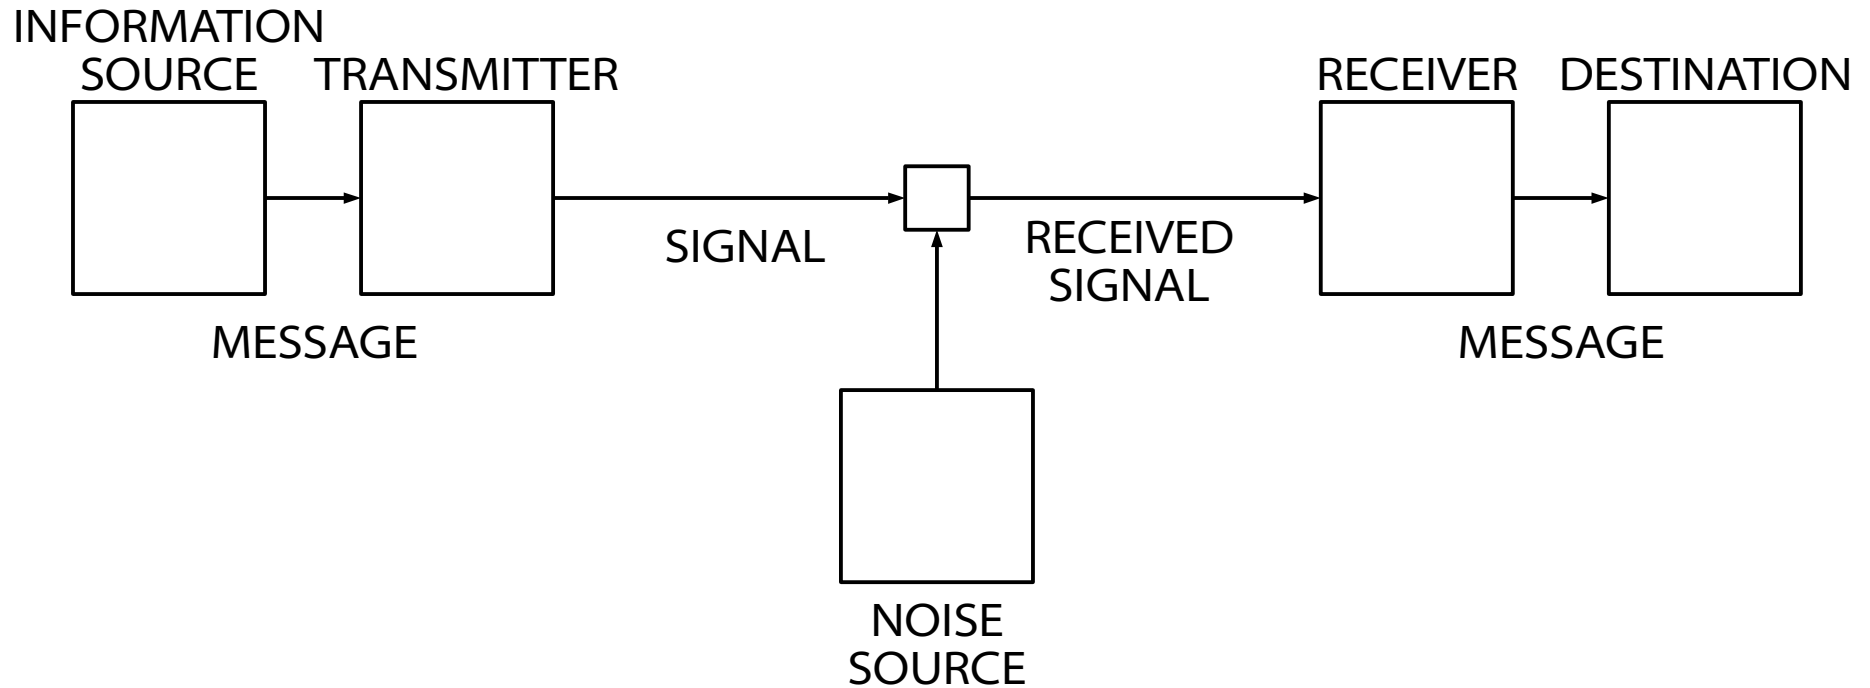 INFORMATION
SOURCE
TRANSMITTER
RECEIVER
DESTINATION
SIGNAL
RECEIVED
SIGNAL
MESSAGE
MESSAGE
NOISE
SOURCE